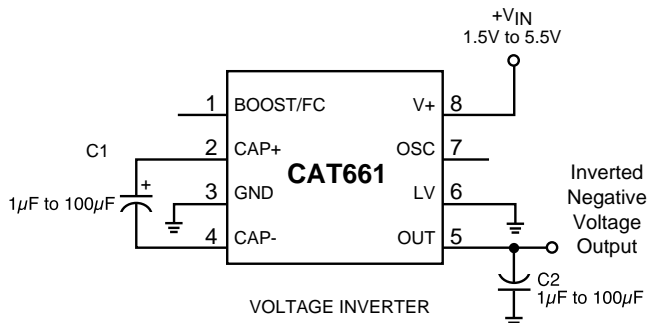 +VIN
1.5V to 5.5V
1 BOOST/FC V+ 8
C1
2 CAP+ OSC 7
CAT661
+
1µF to 100µF
3 GND LV 6
4 CAP- OUT 5
Inverted
Negative
Voltage
Output
C2
1µF to 100µF
VOLTAGE INVERTER